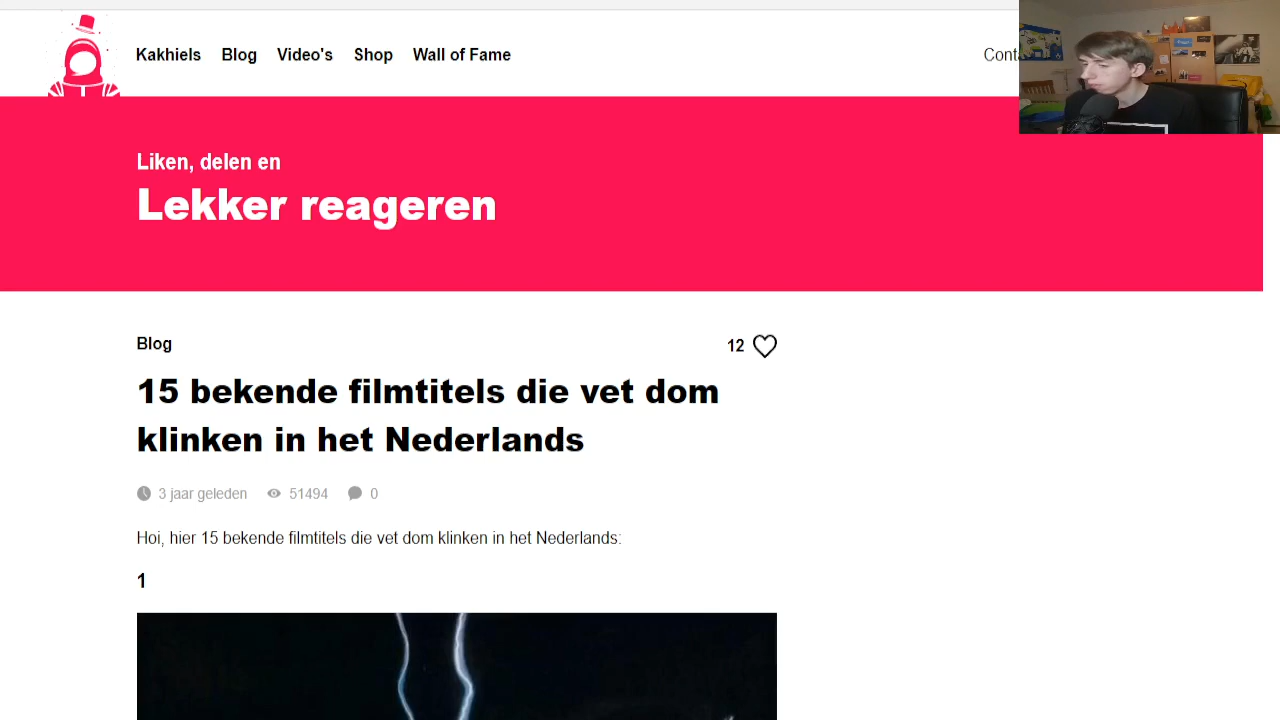 Kakhiels Blog Video's Shop Wall of Fame
Liken, delen en
Lekker reageren
Blog
12
15 bekende filmtitels die vet dom
klinken in het Nederlands
3 jaar geleden 51494 0
Hoi, hier 15 bekende filmtitels die vet dom klinken in het Nederlands:
1